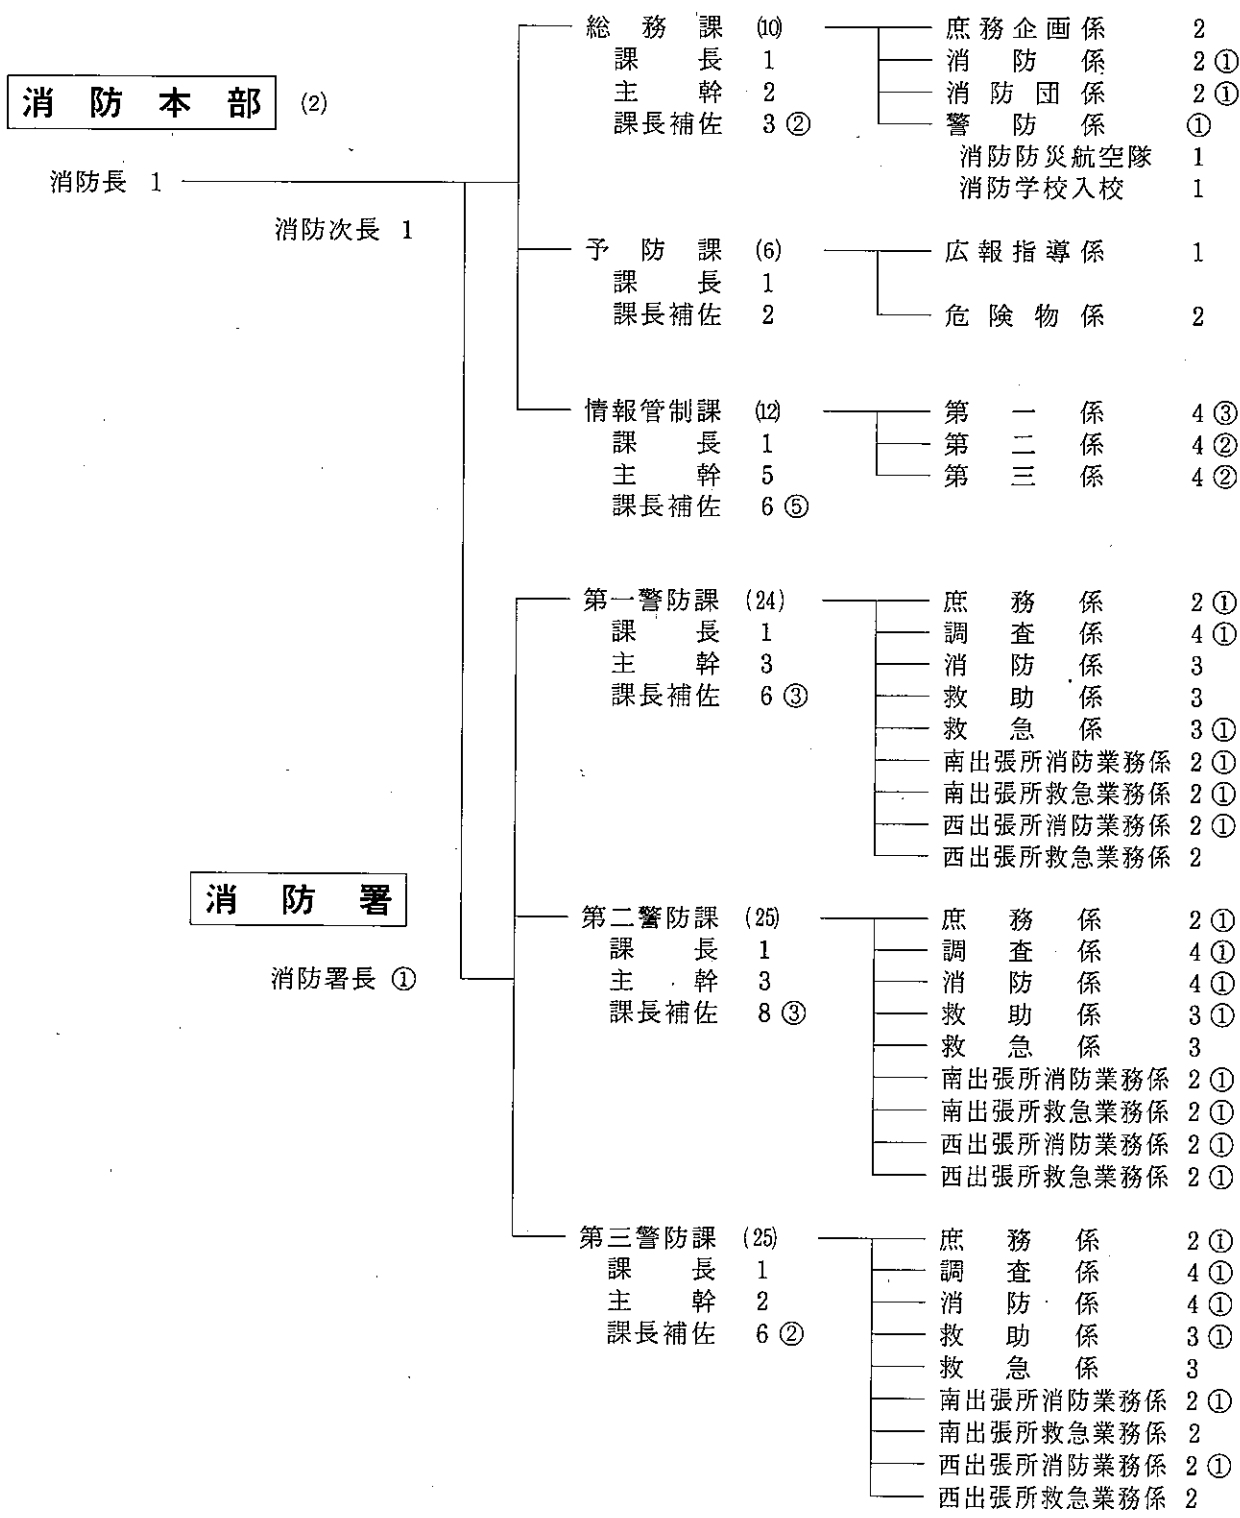 消防本部 (2)
消防長 1
消防次長 1
総務課 (10)
課長 1
主幹 2
課長補佐 3 ②
庶務企画係 2
消防係 2 ①
消防団係 2 ①
警防係 ①
消防防災航空隊 1
消防学校入校 1
予防課 (6)
課長 1
課長補佐 2
広報指導係 1
危険物係 2
情報管制課 (12)
課長 1
主幹 5
課長補佐 6 ⑤
第一係 4 ③
第二係 4 ②
第三係 4 ②
消防署
消防署長 ①
第一警防課 (24)
課長 1
主幹 3
課長補佐 6 ③
庶務係 2 ①
調査係 4 ①
消防係 3
救助係 3
救急係 3 ①
南出張所消防業務係 2 ①
南出張所救急業務係 2 ①
西出張所消防業務係 2 ①
西出張所救急業務係 2
第二警防課 (25)
課長 1
主幹 3
課長補佐 8 ③
庶務係 2 ①
調査係 4 ①
消防係 4 ①
救助係 3 ①
救急係 3
南出張所消防業務係 2 ①
南出張所救急業務係 2 ①
西出張所消防業務係 2 ①
西出張所救急業務係 2 ①
第三警防課 (25)
課長 1
主幹 2
課長補佐 6 ②
庶務係 2 ①
調査係 4 ①
消防係 4 ①
救助係 3 ①
救急係 3
南出張所消防業務係 2 ①
南出張所救急業務係 2
西出張所消防業務係 2 ①
西出張所救急業務係 2